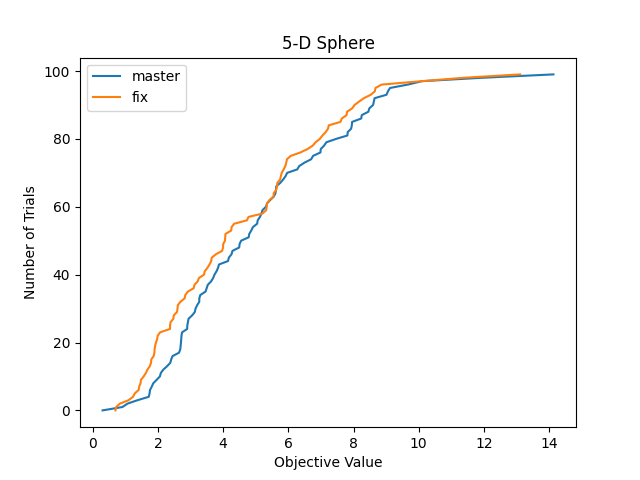 5-D Sphere
master
fix
100
80
60
40
20
0
Number of Trials
0 2 4 6 8 10 12 14
Objective Value